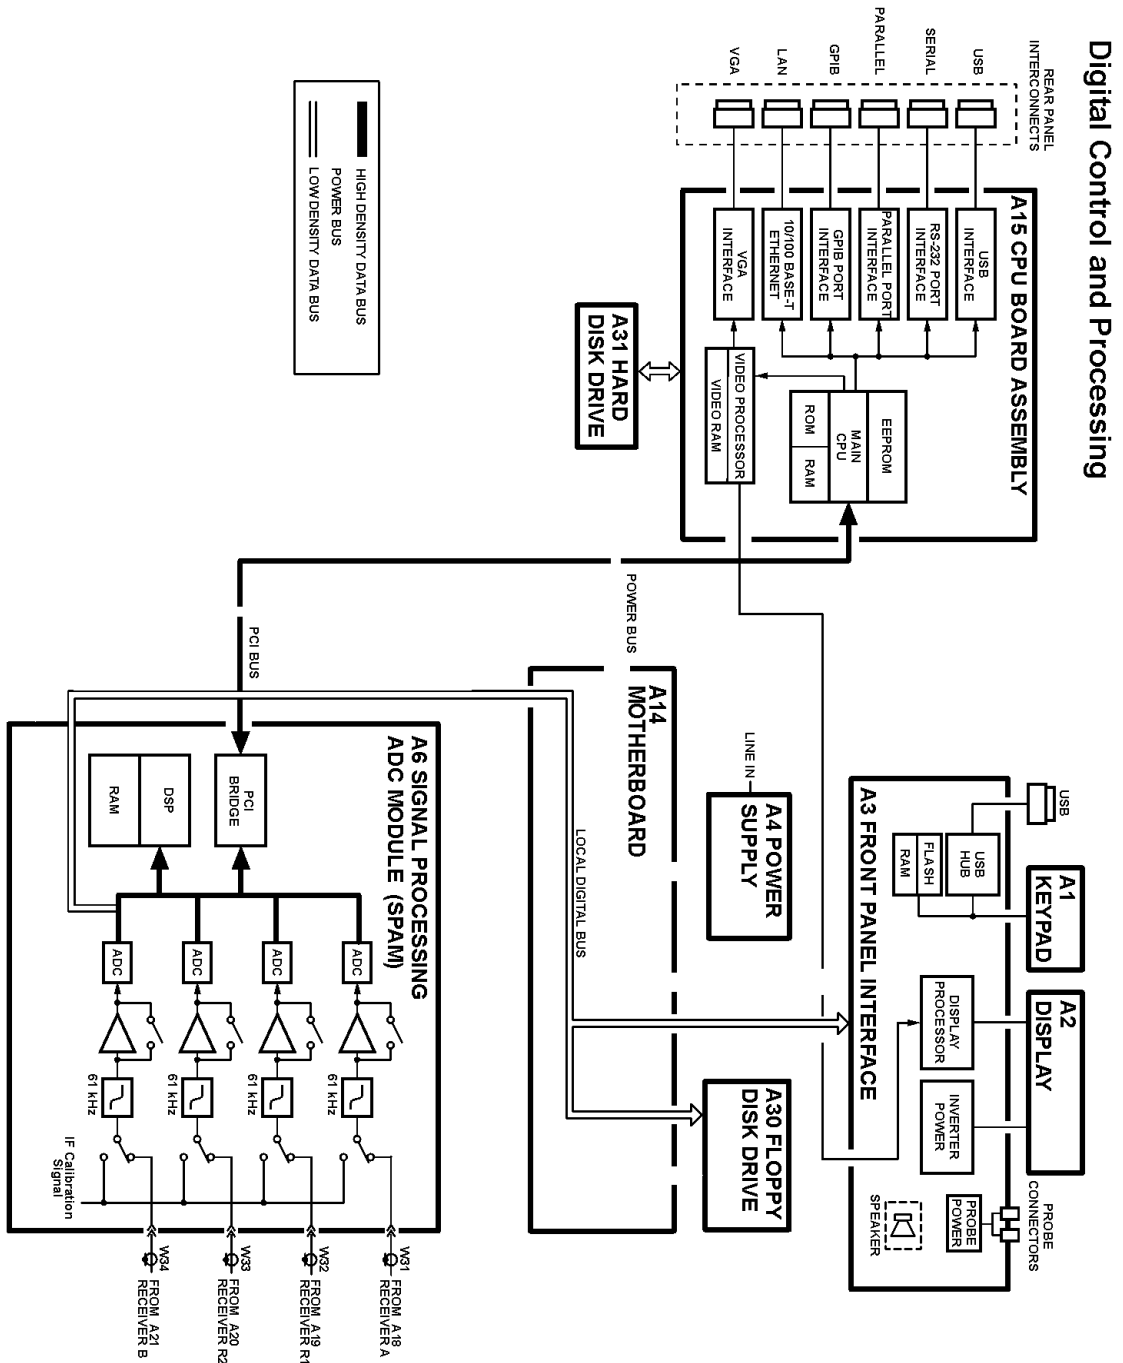 Digital Control and Processing
REAR PANEL
INTERCONNECTS
USB
SERIAL
PARALLEL
GPIB
LAN
VGA
A15 CPU BOARD ASSEMBLY
USB
INTERFACE
RS-232 PORT
INTERFACE
PARALLEL PORT
INTERFACE
GPIB PORT
INTERFACE
10/100 BASE-T
ETHERNET
VGA
INTERFACE
EEPROM
MAIN
CPU
ROM
RAM
VIDEO PROCESSOR
VIDEO RAM
A31 HARD
DISK DRIVE
HIGH DENSITY DATA BUS
POWER BUS
LOW DENSITY DATA BUS
POWER BUS
PCI BUS
A14
MOTHERBOARD
LOCAL DIGITAL BUS
LINE IN
A4 POWER
SUPPLY
A30 FLOPPY
DISK DRIVE
A3 FRONT PANEL INTERFACE
USB
USB
HUB
FLASH
RAM
A1
KEYPAD
A2
DISPLAY
DISPLAY
PROCESSOR
INVERTER
POWER
PROBE
CONNECTORS
PROBE
POWER
SPEAKER
A6 SIGNAL PROCESSING
ADC MODULE (SPAM)
PCI
BRIDGE
DSP
RAM
ADC
ADC
ADC
ADC
61 kHz
61 kHz
61 kHz
61 kHz
IF Calibration
Signal
W31
FROM A18
RECEIVER A
W32
FROM A19
RECEIVER R1
W33
FROM A20
RECEIVER R2
W34
FROM A21
RECEIVER B